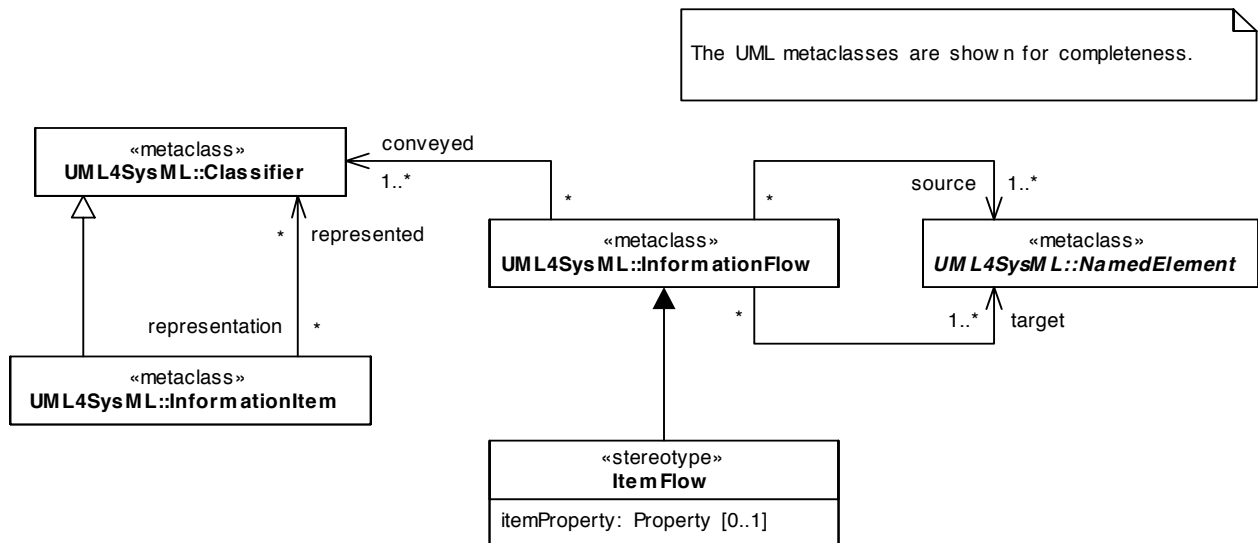 The UML metaclasses are shown for completeness.
«metaclass»
UML4SysML::Classifier
conveyed
1..*
*
*
source
1..*
* represented
«metaclass»
UML4SysML::InformationFlow
«metaclass»
UML4SysML::NamedElement
representation *
*
1..* target
«metaclass»
UML4SysML::InformationItem
«stereotype»
ItemFlow
itemProperty: Property [0..1]